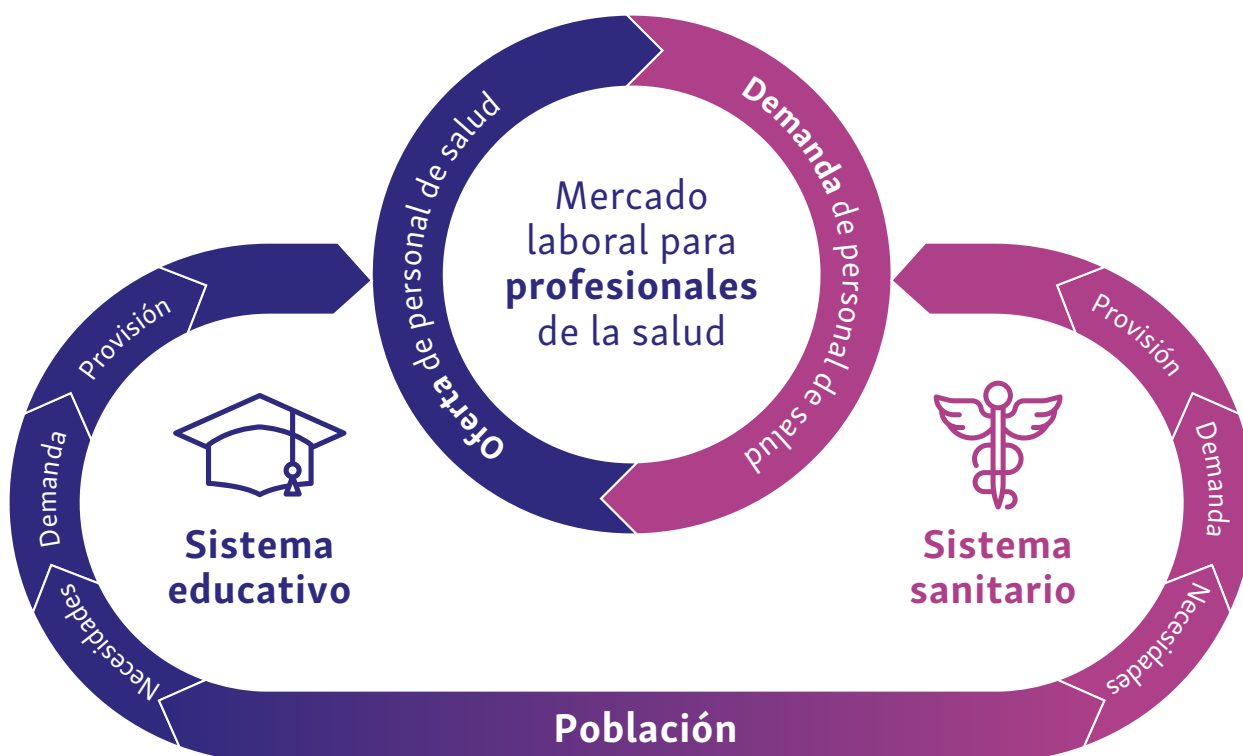 Oferta de personal de salud
Demanda de personal de salud
Mercado
laboral para
profesionales
de la salud
Provisión
Demanda
Necesidades
Sistema
educativo
Provisión
Demanda
Necesidades
Sistema
sanitario
Población